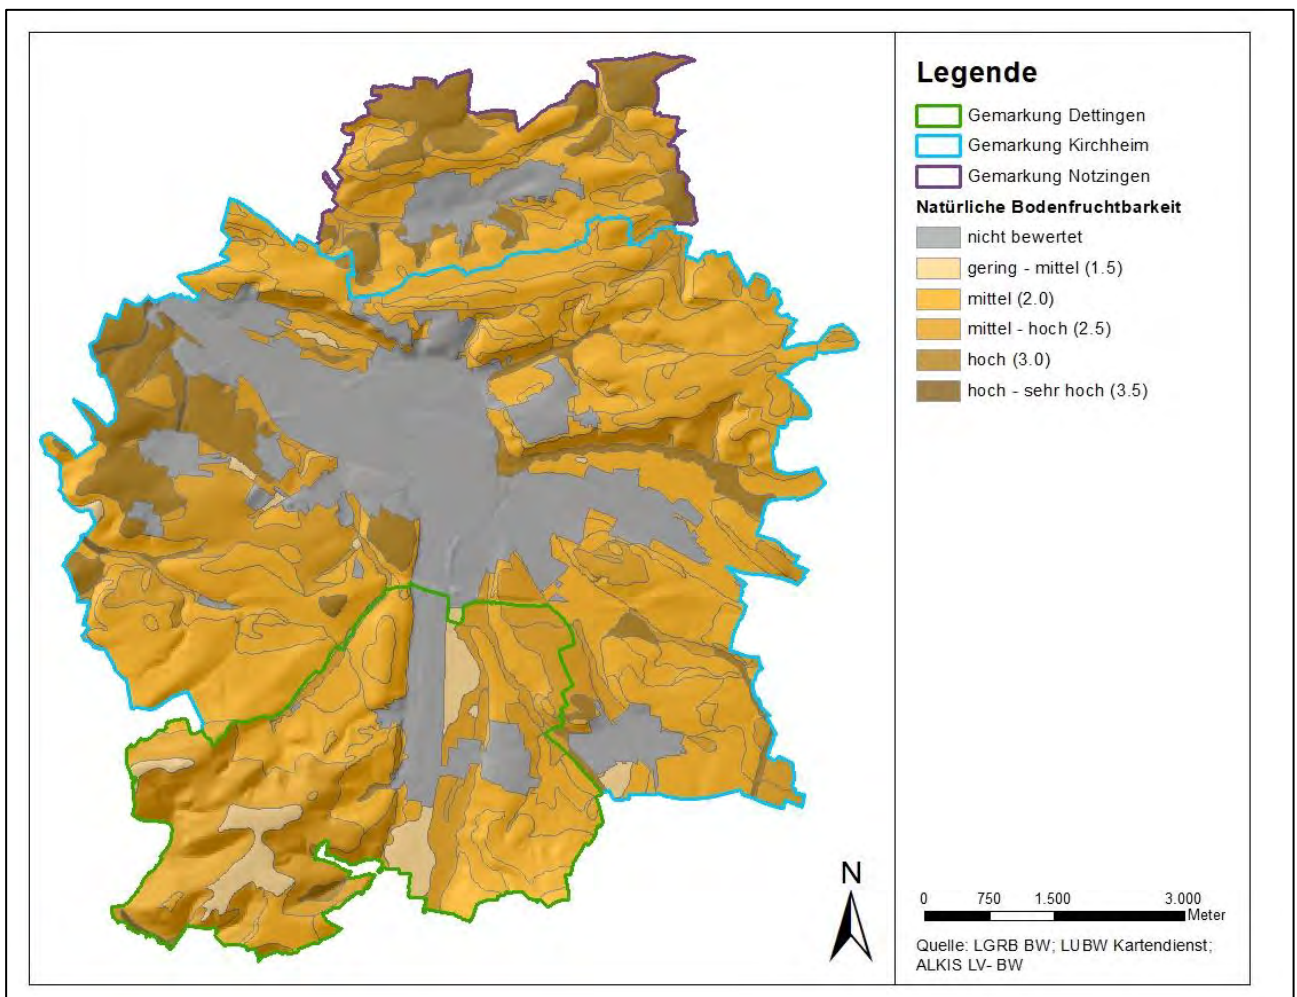 Legende
Gemarkung Dettingen
Gemarkung Kirchheim
Gemarkung Notzingen
Natürliche Bodenfruchtbarkeit
nicht bewertet
gering - mittel (1.5)
mittel (2.0)
mittel - hoch (2.5)
hoch (3.0)
hoch - sehr hoch (3.5)
N
0 750 1.500 3.000
Meter
Quelle: LGRB BW; LUBW Kartendienst;
ALKIS LV- BW